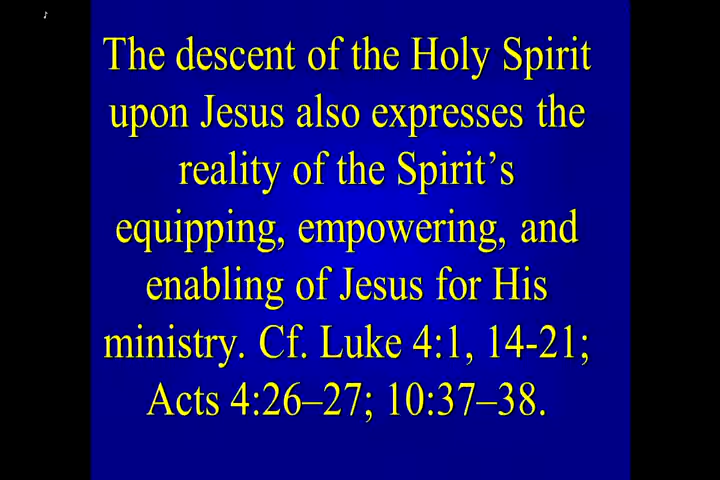 The descent of the Holy Spirit
upon Jesus also expresses the
reality of the Spirit’s
equipping, empowering, and
enabling of Jesus for His
ministry. Cf. Luke 4:1, 14-21;
Acts 4:26–27; 10:37–38.